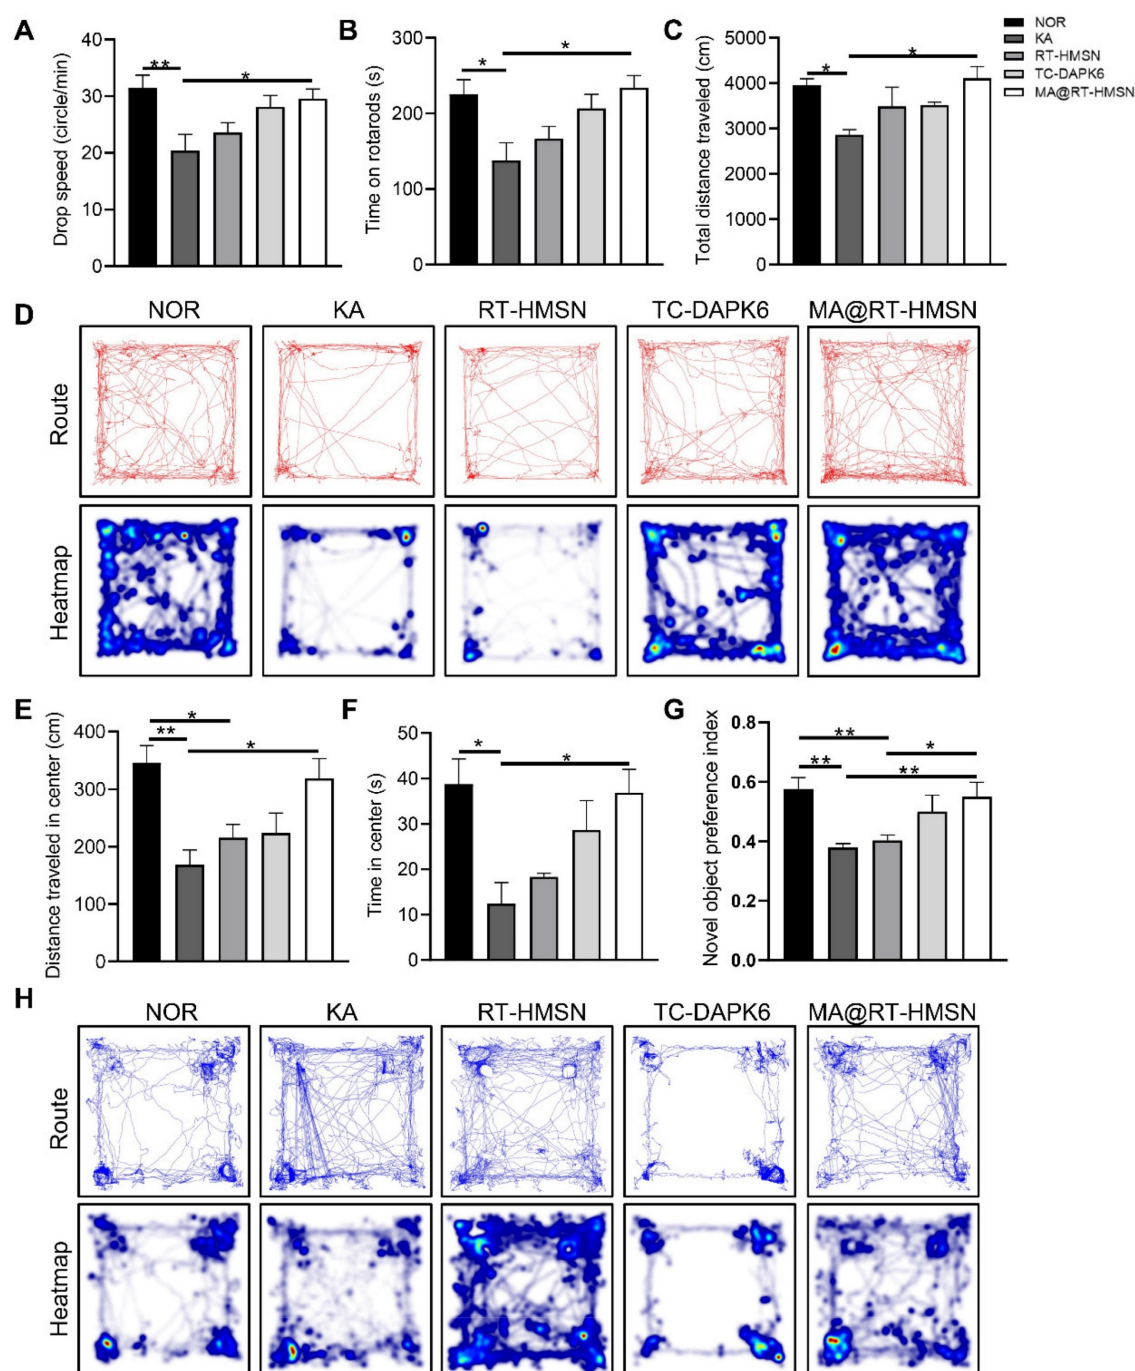 A
Drop speed (circle/min)
40
30
20
10
0
**
*
B
Time on rotarods (s)
300
200
100
0
*
*
C
Total distance traveled (cm)
5000
4000
3000
2000
1000
0
*
*
NOR
KA
RT-HMSN
TC-DAPK6
MA@RT-HMSN
D
NOR KA RT-HMSN TC-DAPK6 MA@RT-HMSN
Route
Heatmap
E
Distance traveled in center (cm)
400
300
200
100
0
*
**
*
F
Time in center (s)
50
40
30
20
10
0
*
*
G
Novel object preference index
0.8
0.6
0.4
0.2
0.0
**
*
**
**
H
NOR KA RT-HMSN TC-DAPK6 MA@RT-HMSN
Route
Heatmap